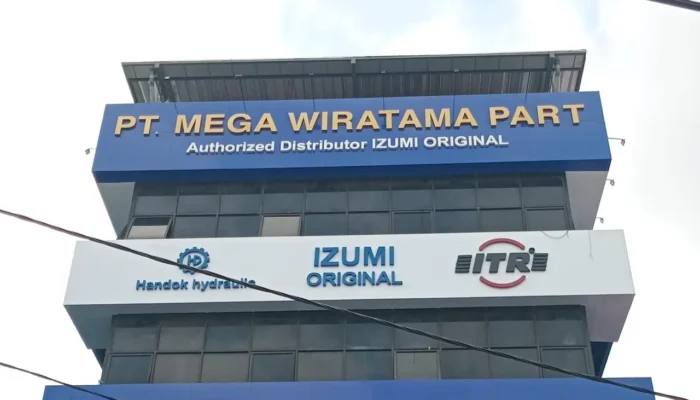 PT. MEGA WIRATAMA PART
Authorized Distributor IZUMI ORIGINAL
Handok hydraulic
IZUMI
ORIGINAL
ITR